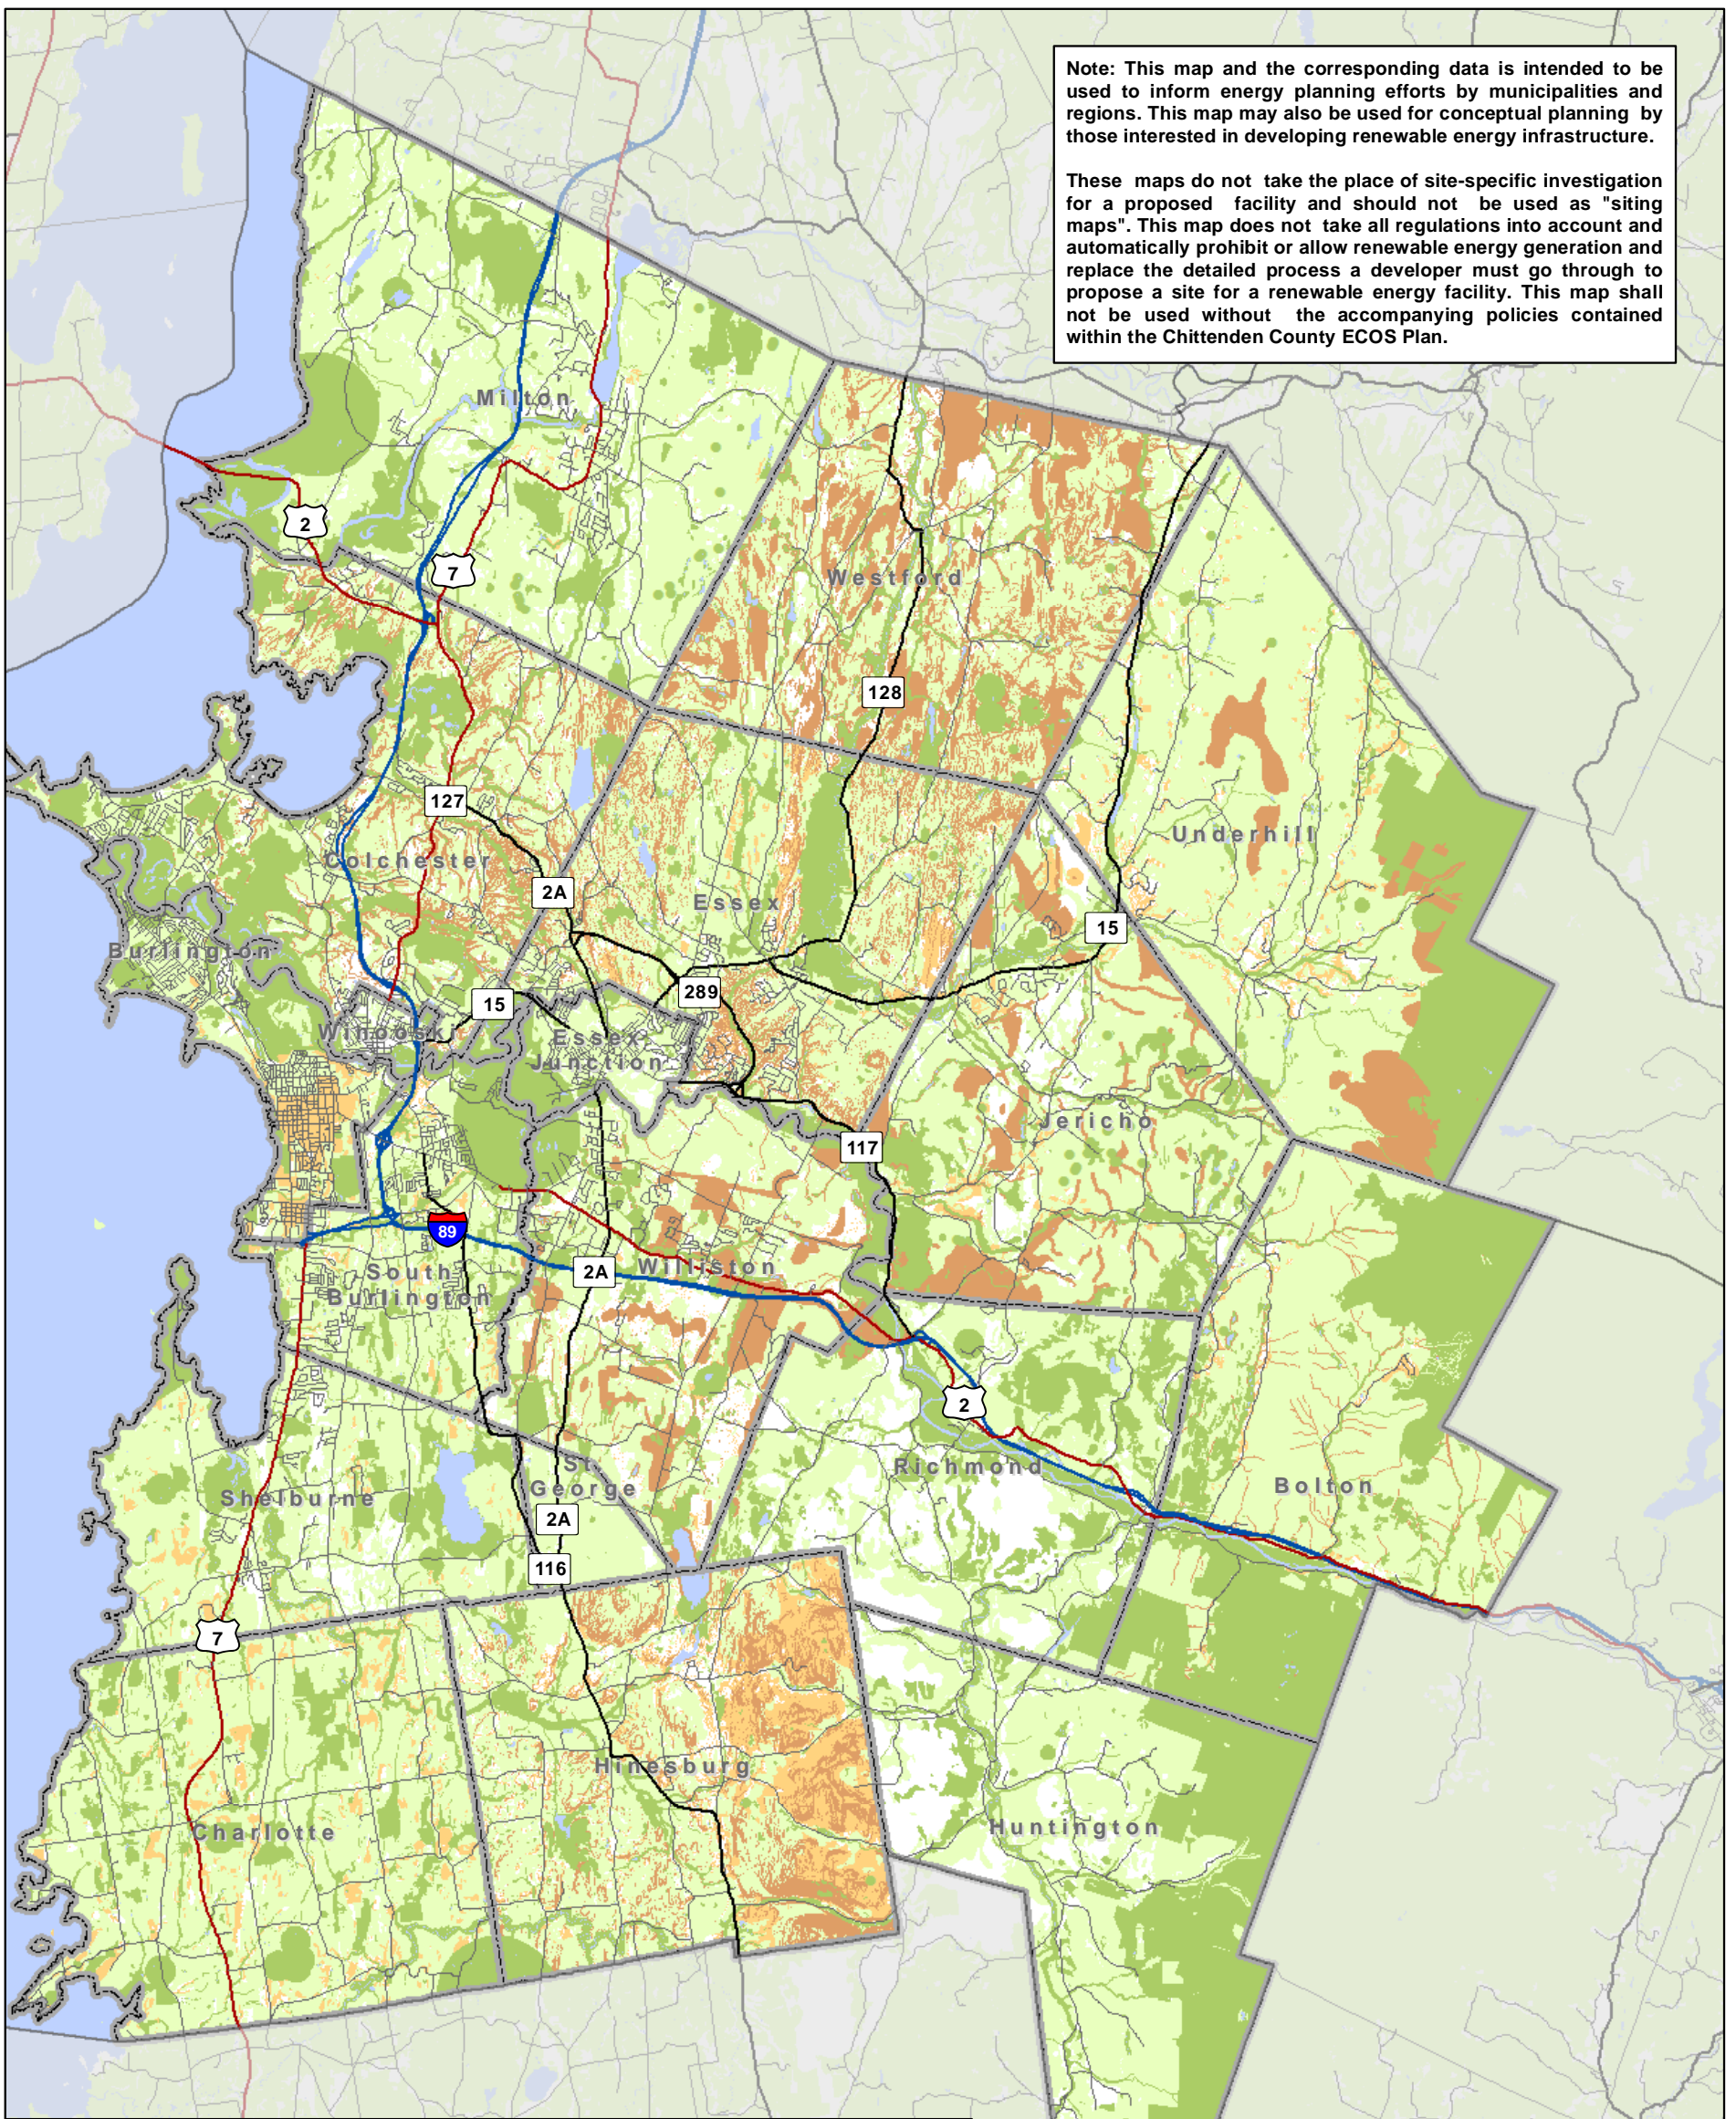 Note: This map and the corresponding data is intended to be
used to inform energy planning efforts by municipalities and
regions. This map may also be used for conceptual planning by
those interested in developing renewable energy infrastructure.
These maps do not take the place of site-specific investigation
for a proposed facility and should not be used as "siting
maps". This map does not take all regulations into account and
automatically prohibit or allow renewable energy generation and
replace the detailed process a developer must go through to
propose a site for a renewable energy facility. This map shall
not be used without the accompanying policies contained
within the Chittenden County ECOS Plan.
Milton
2
7
Westford
128
127
Colchester
Underhill
2A
Essex
15
Burlington
289
15
Winooski
Essex
Junction
Jericho
117
89
2A
Williston
South
Burlington
2
Richmond
St.
George
Shelburne
Bolton
2A
116
7
Hinesburg
Charlotte
Huntington